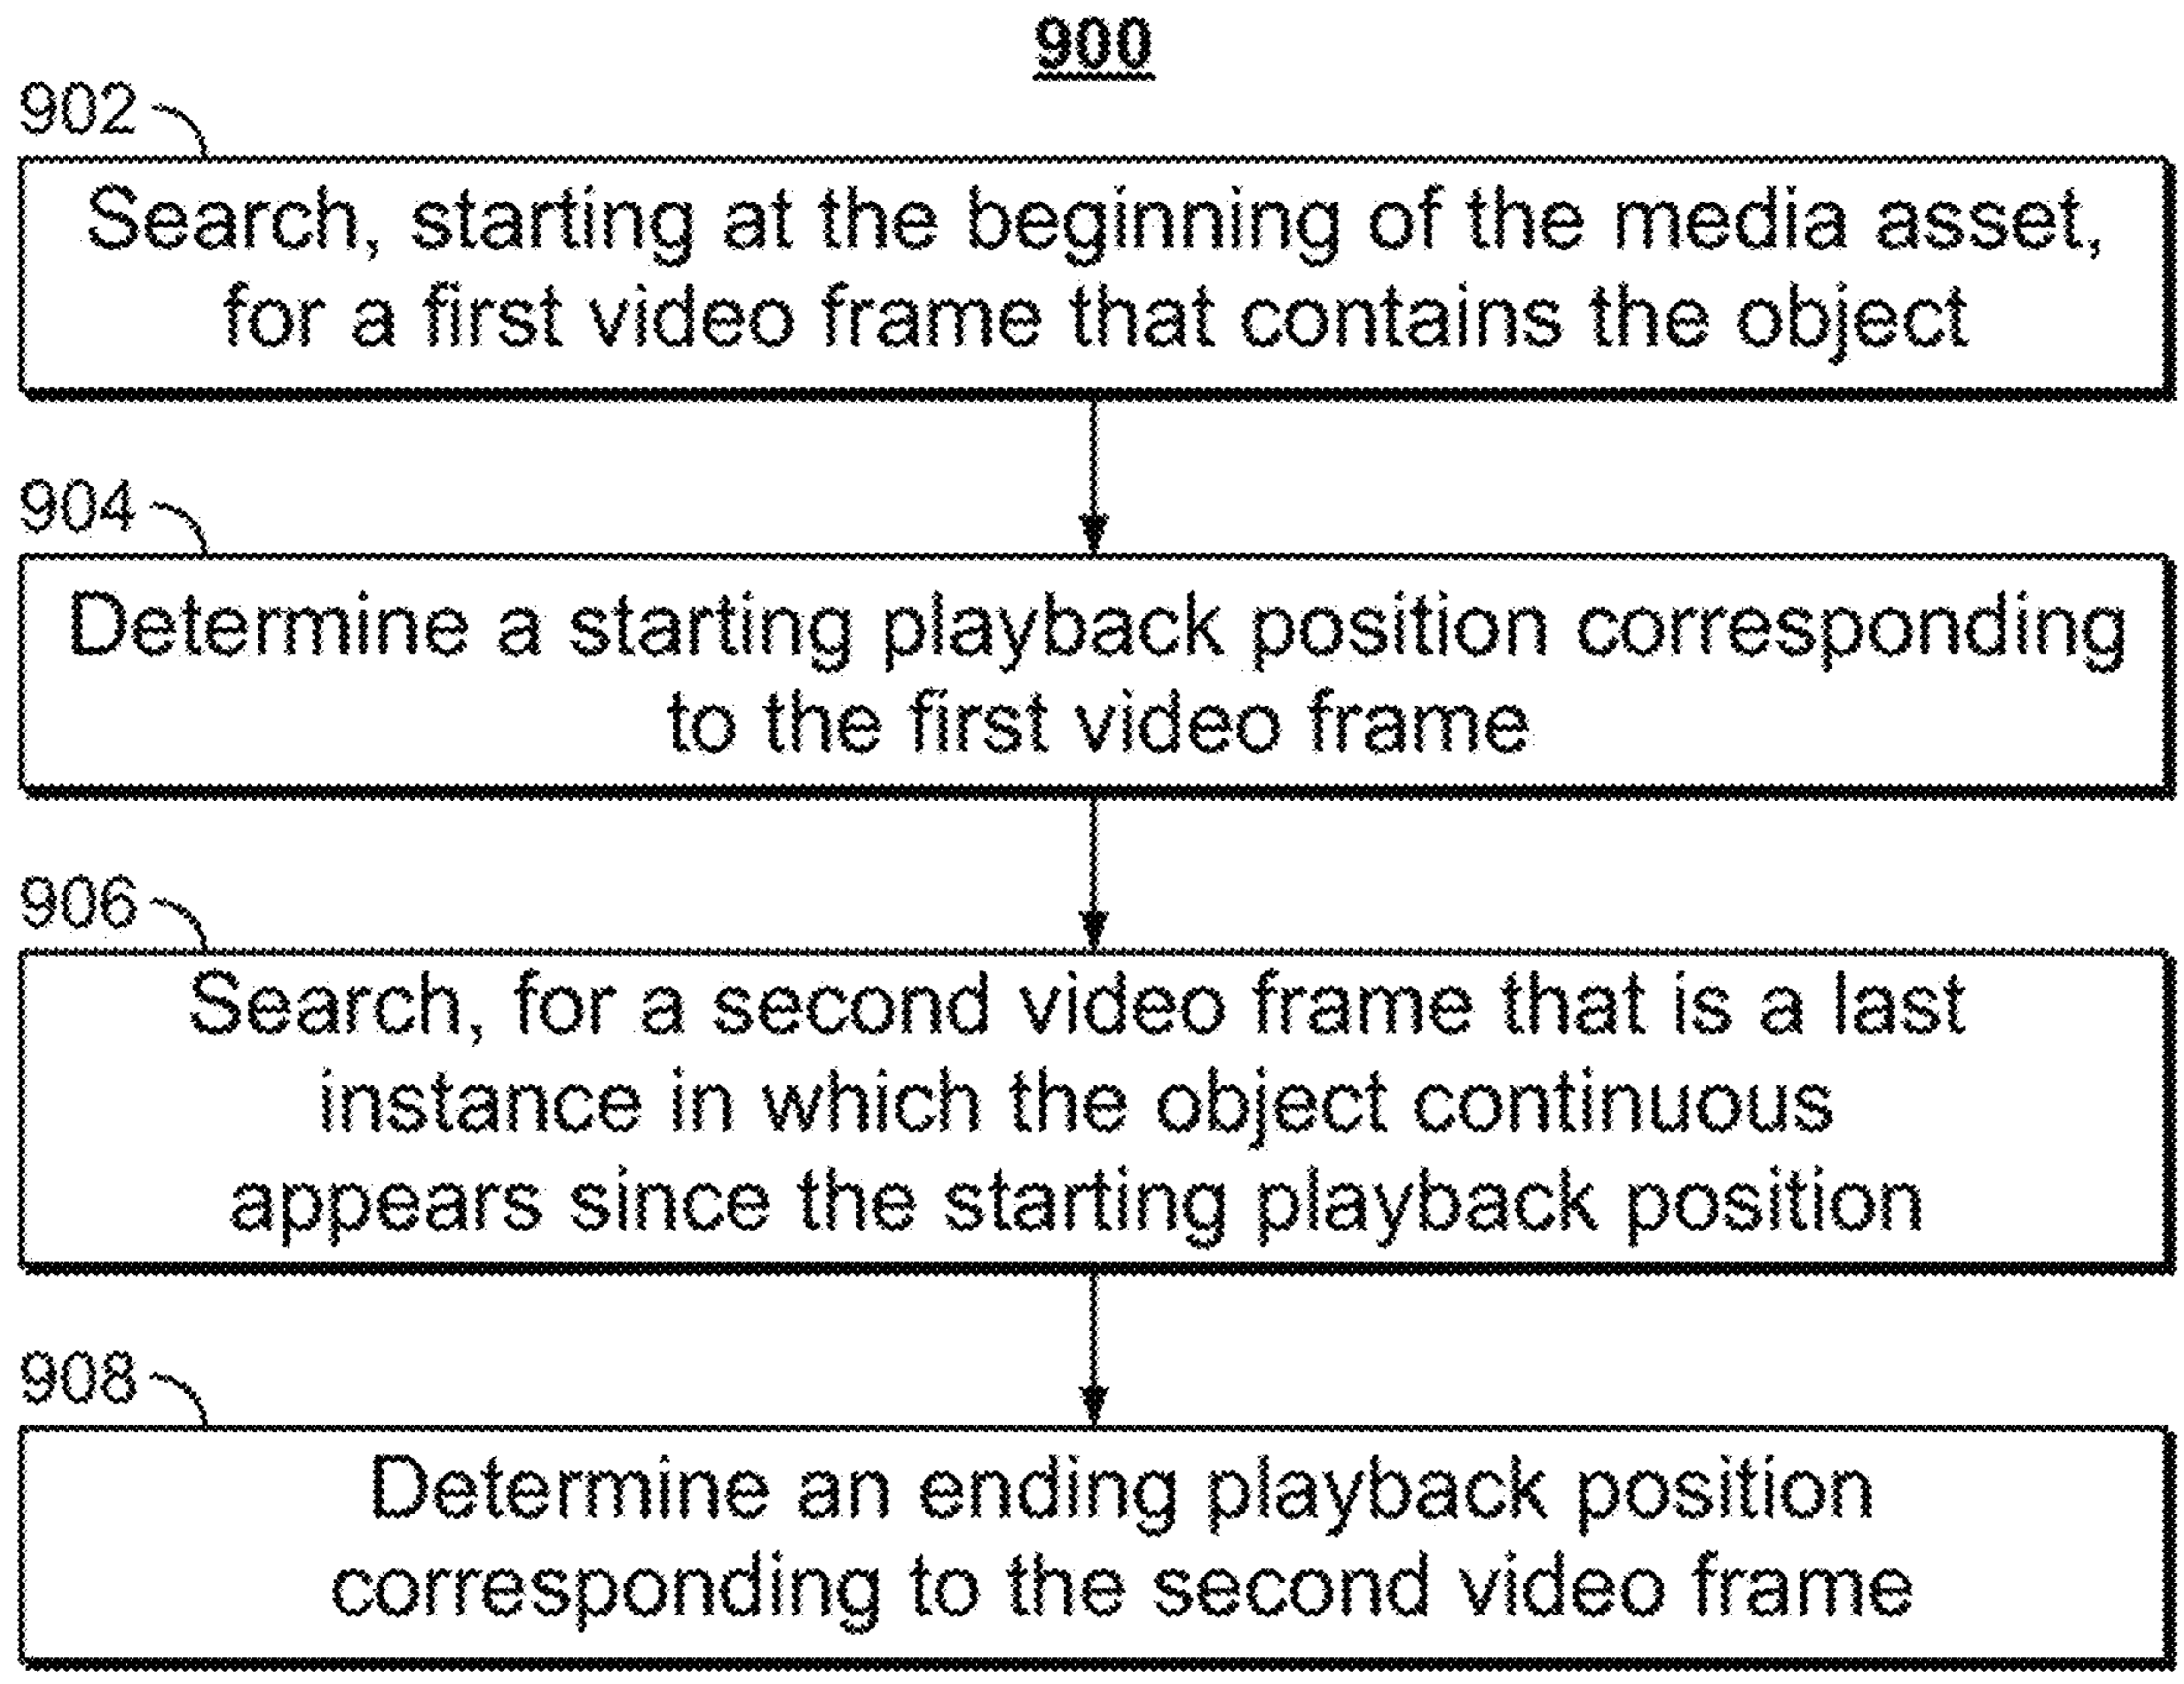 900
902
Search, starting at the beginning of the media asset,
for a first video frame that contains the object
904
Determine a starting playback position corresponding
to the first video frame
906
Search, for a second video frame that is a last
instance in which the object continuous
appears since the starting playback position
908
Determine an ending playback position
corresponding to the second video frame